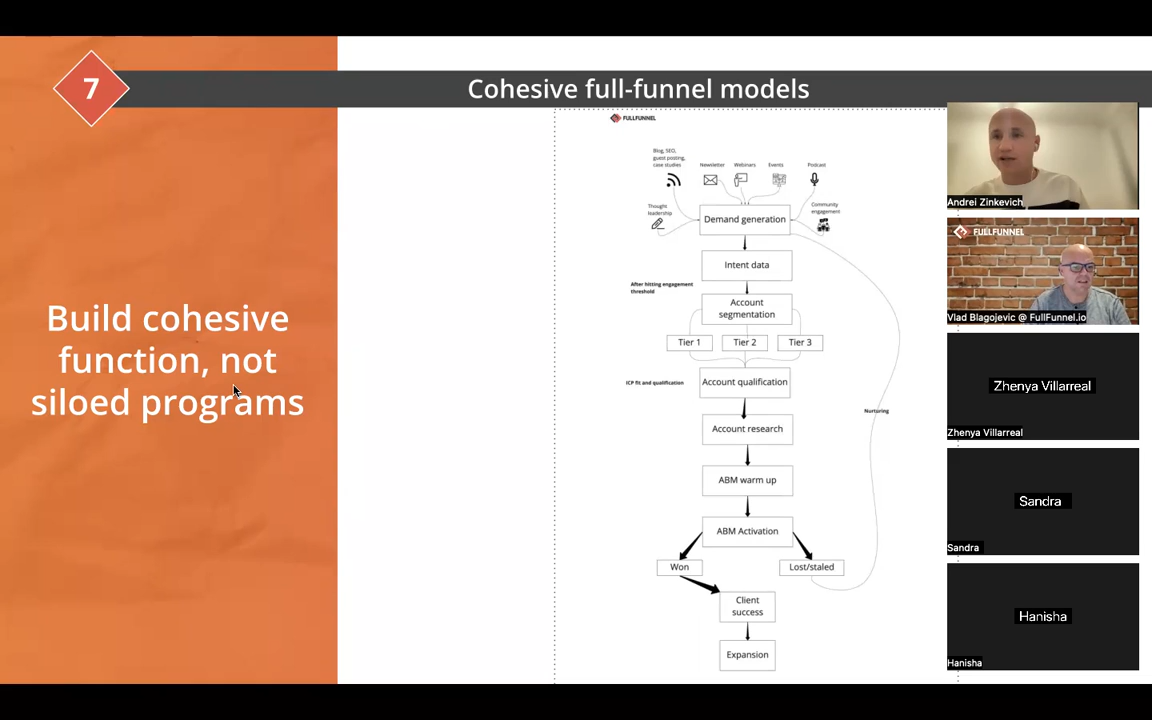 7
Cohesive full-funnel models
Build cohesive
function, not
siloed programs
FULLFUNNEL
Blog, SEO,
guest posting,
case studies
Newsletter
Webinars
Events
Podcast
Thought
leadership
Demand generation
Community
engagement
Intent data
After hitting engagement
threshold
Account
segmentation
Tier 1
Tier 2
Tier 3
ICP fit and qualification
Account qualification
Nurturing
Account research
ABM warm up
ABM Activation
Won
Lost/staled
Client
success
Expansion
Andrei Zinkevich
FULLFUNNEL
Vlad Blagojevic @ FullFunnel.io
Zhenya Villarreal
Zhenya Villarreal
Sandra
Sandra
Hanisha
Hanisha